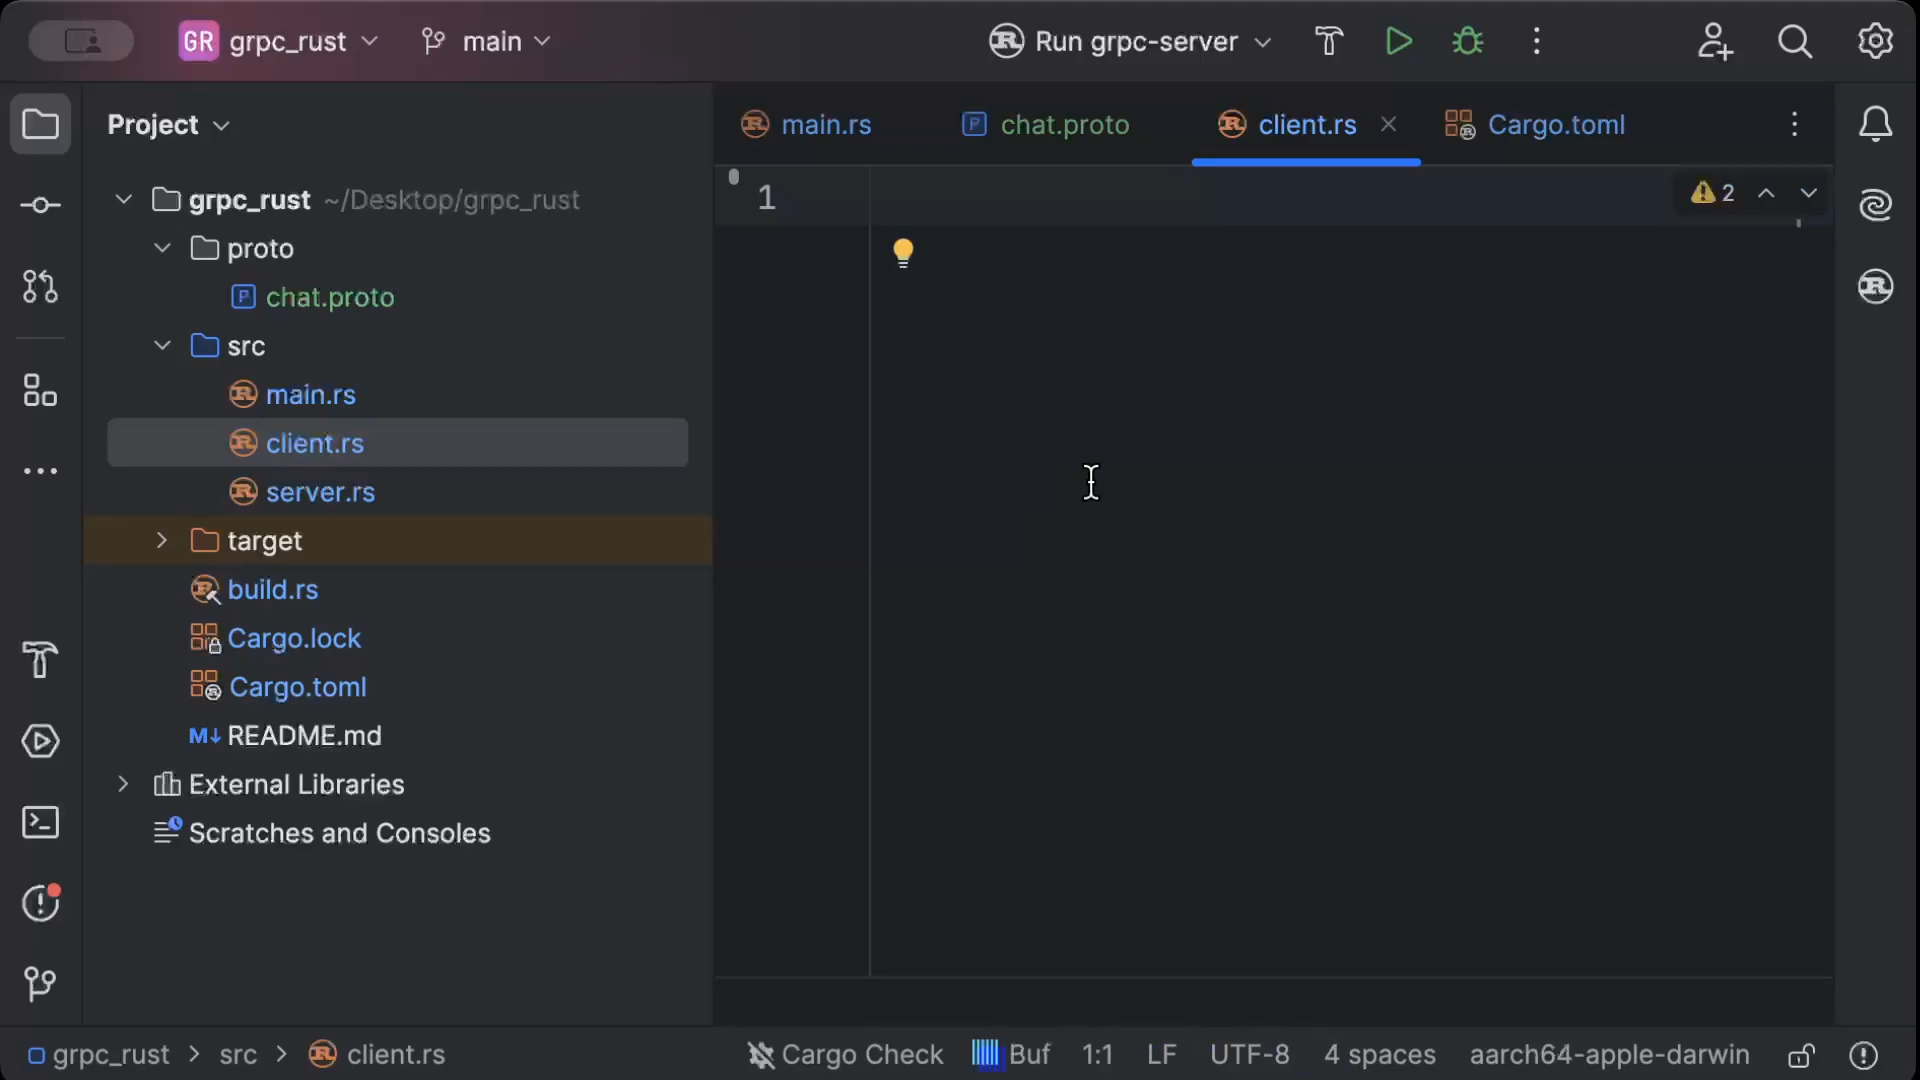 GR grpc_rust main Run grpc-server
Project
main.rs chat.proto client.rs Cargo.toml
1 2
grpc_rust ~/Desktop/grpc_rust
proto
P chat.proto
src
main.rs
client.rs
server.rs
target
build.rs
Cargo.lock
Cargo.toml
M↓ README.md
External Libraries
Scratches and Consoles
grpc_rust > src > client.rs Cargo Check Buf 1:1 LF UTF-8 4 spaces aarch64-apple-darwin